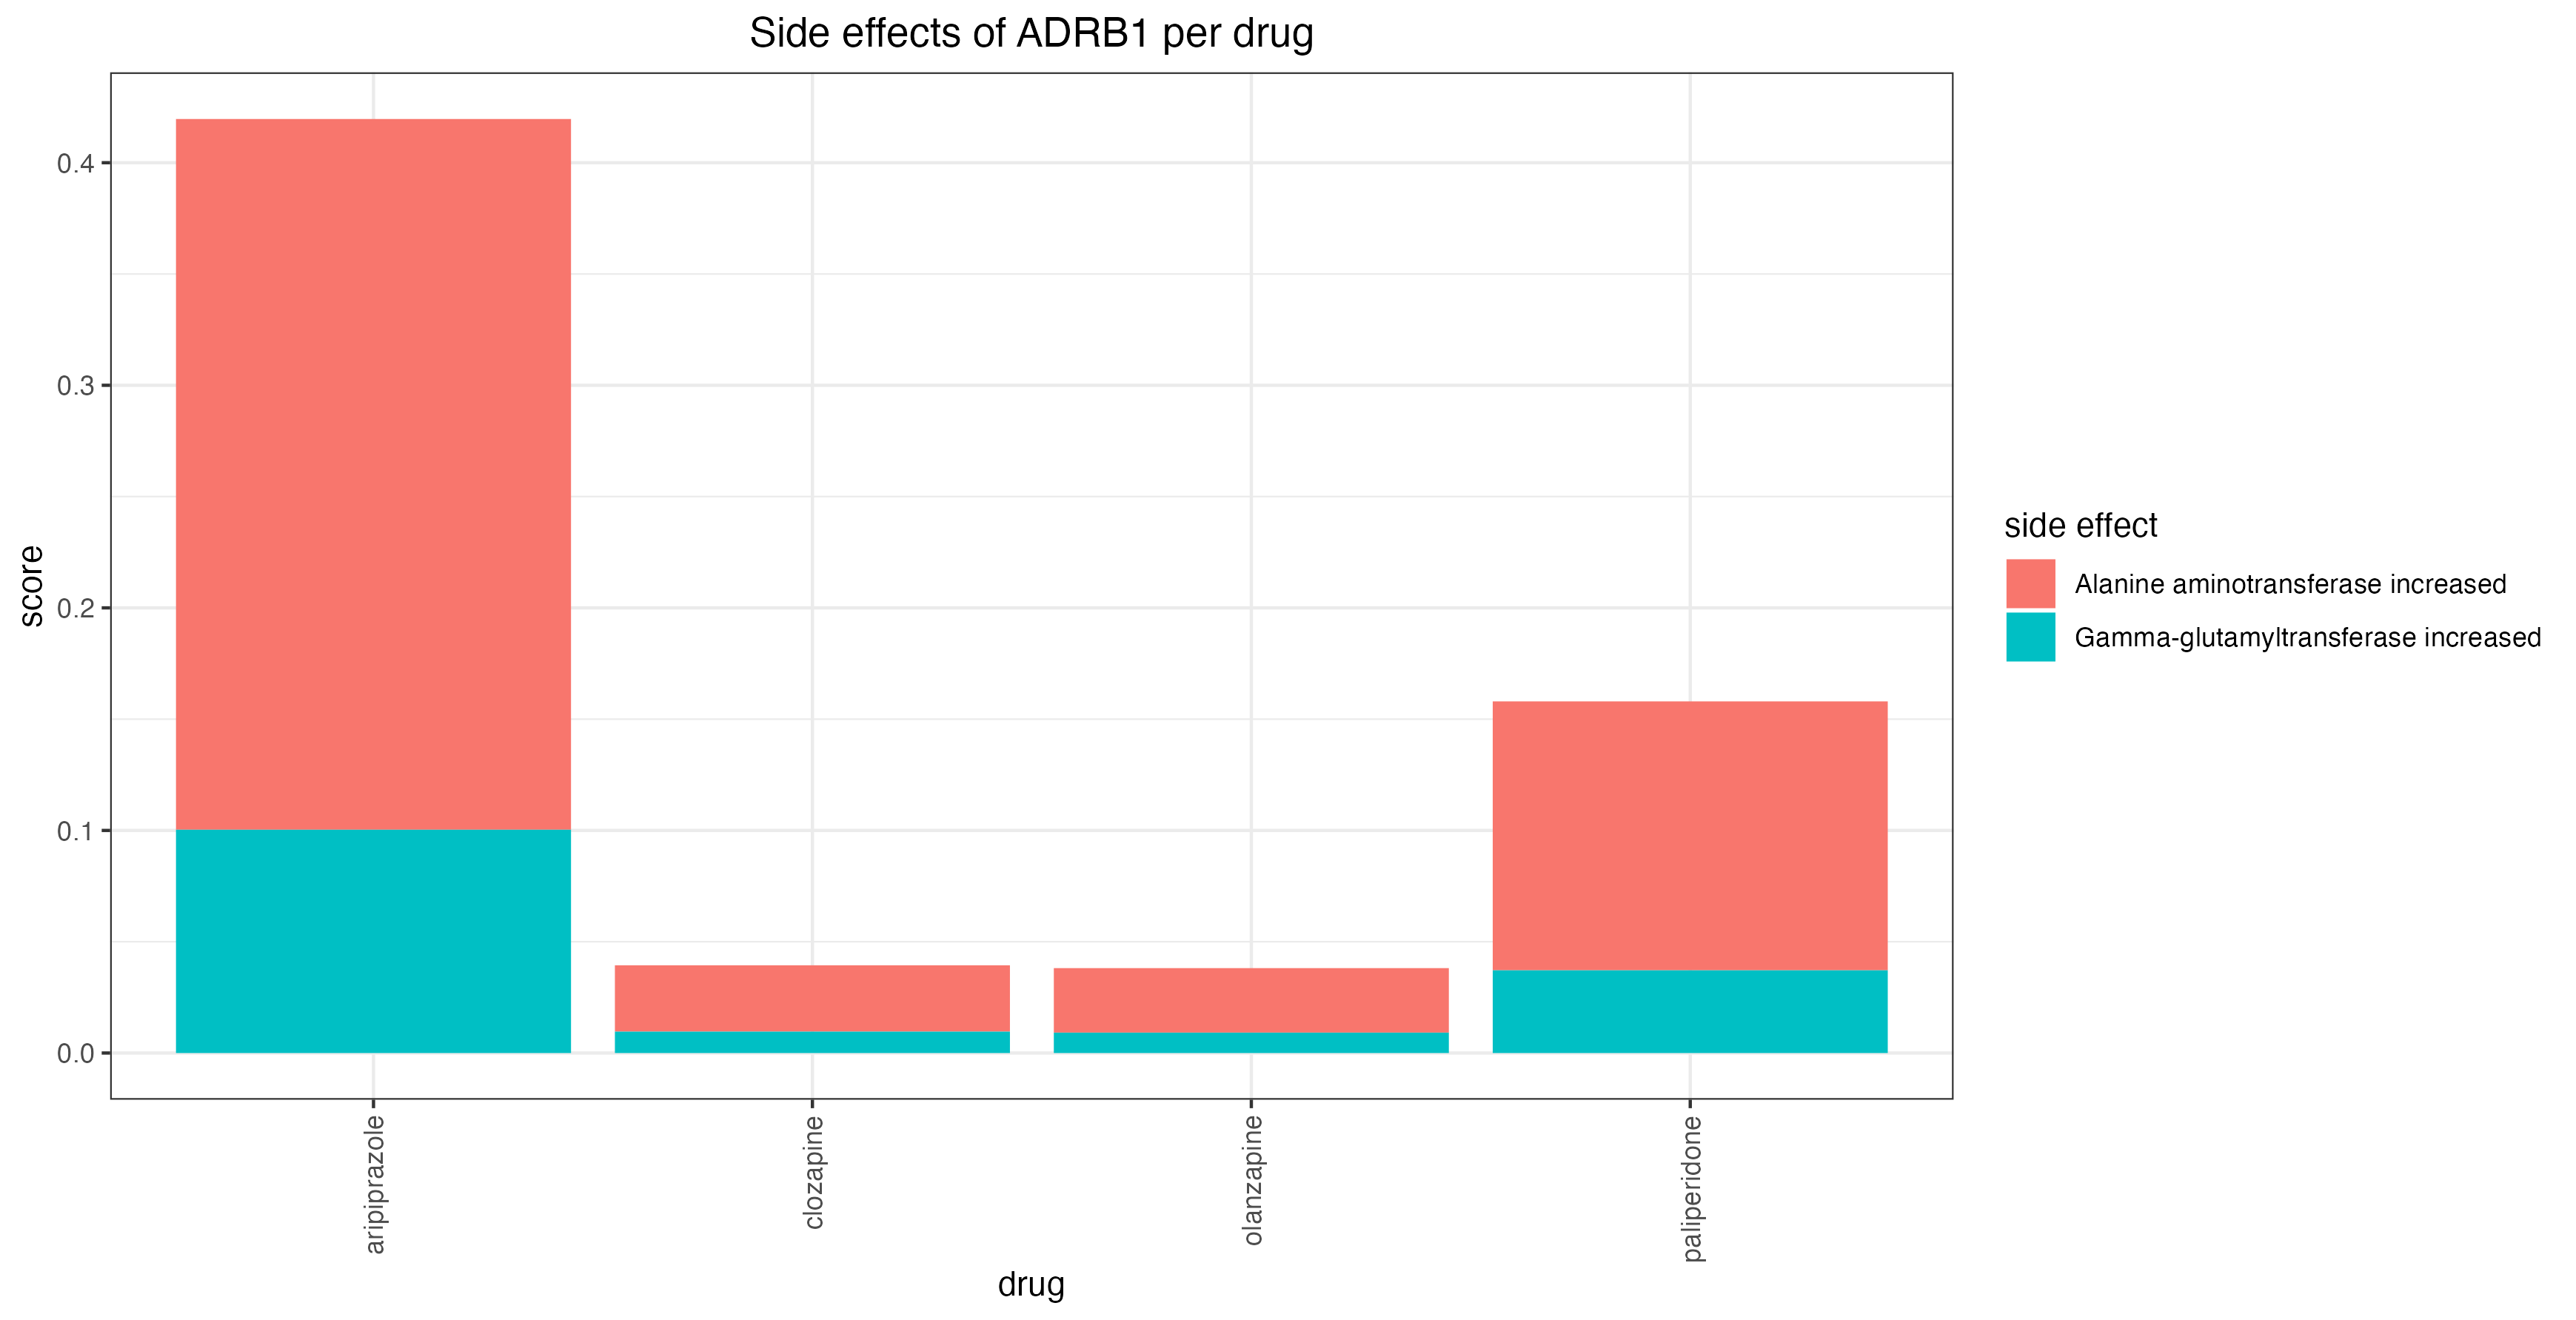 Side effects of ADRB1 per drug
score
0.4
0.3
0.2
0.1
0.0
aripiprazole
clozapine
olanzapine
paliperidone
drug
side effect
Alanine aminotransferase increased
Gamma-glutamyltransferase increased